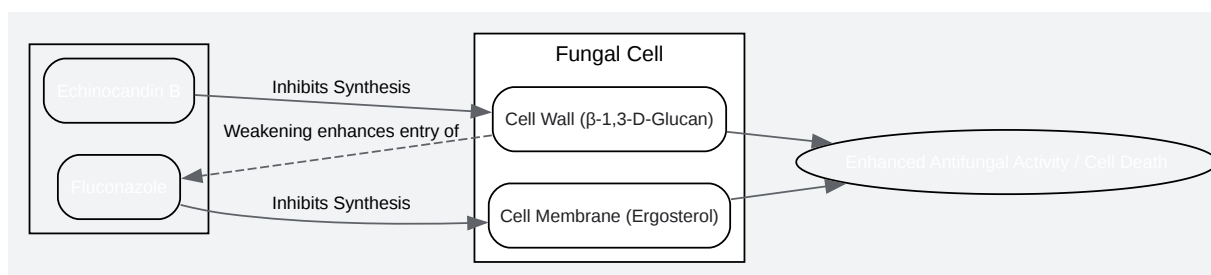 Fungal Cell
Echinocandin B
Inhibits Synthesis
Cell Wall (β-1,3-D-Glucan)
Weakening enhances entry of
Enhanced Antifungal Activity / Cell Death
Fluconazole
Inhibits Synthesis
Cell Membrane (Ergosterol)